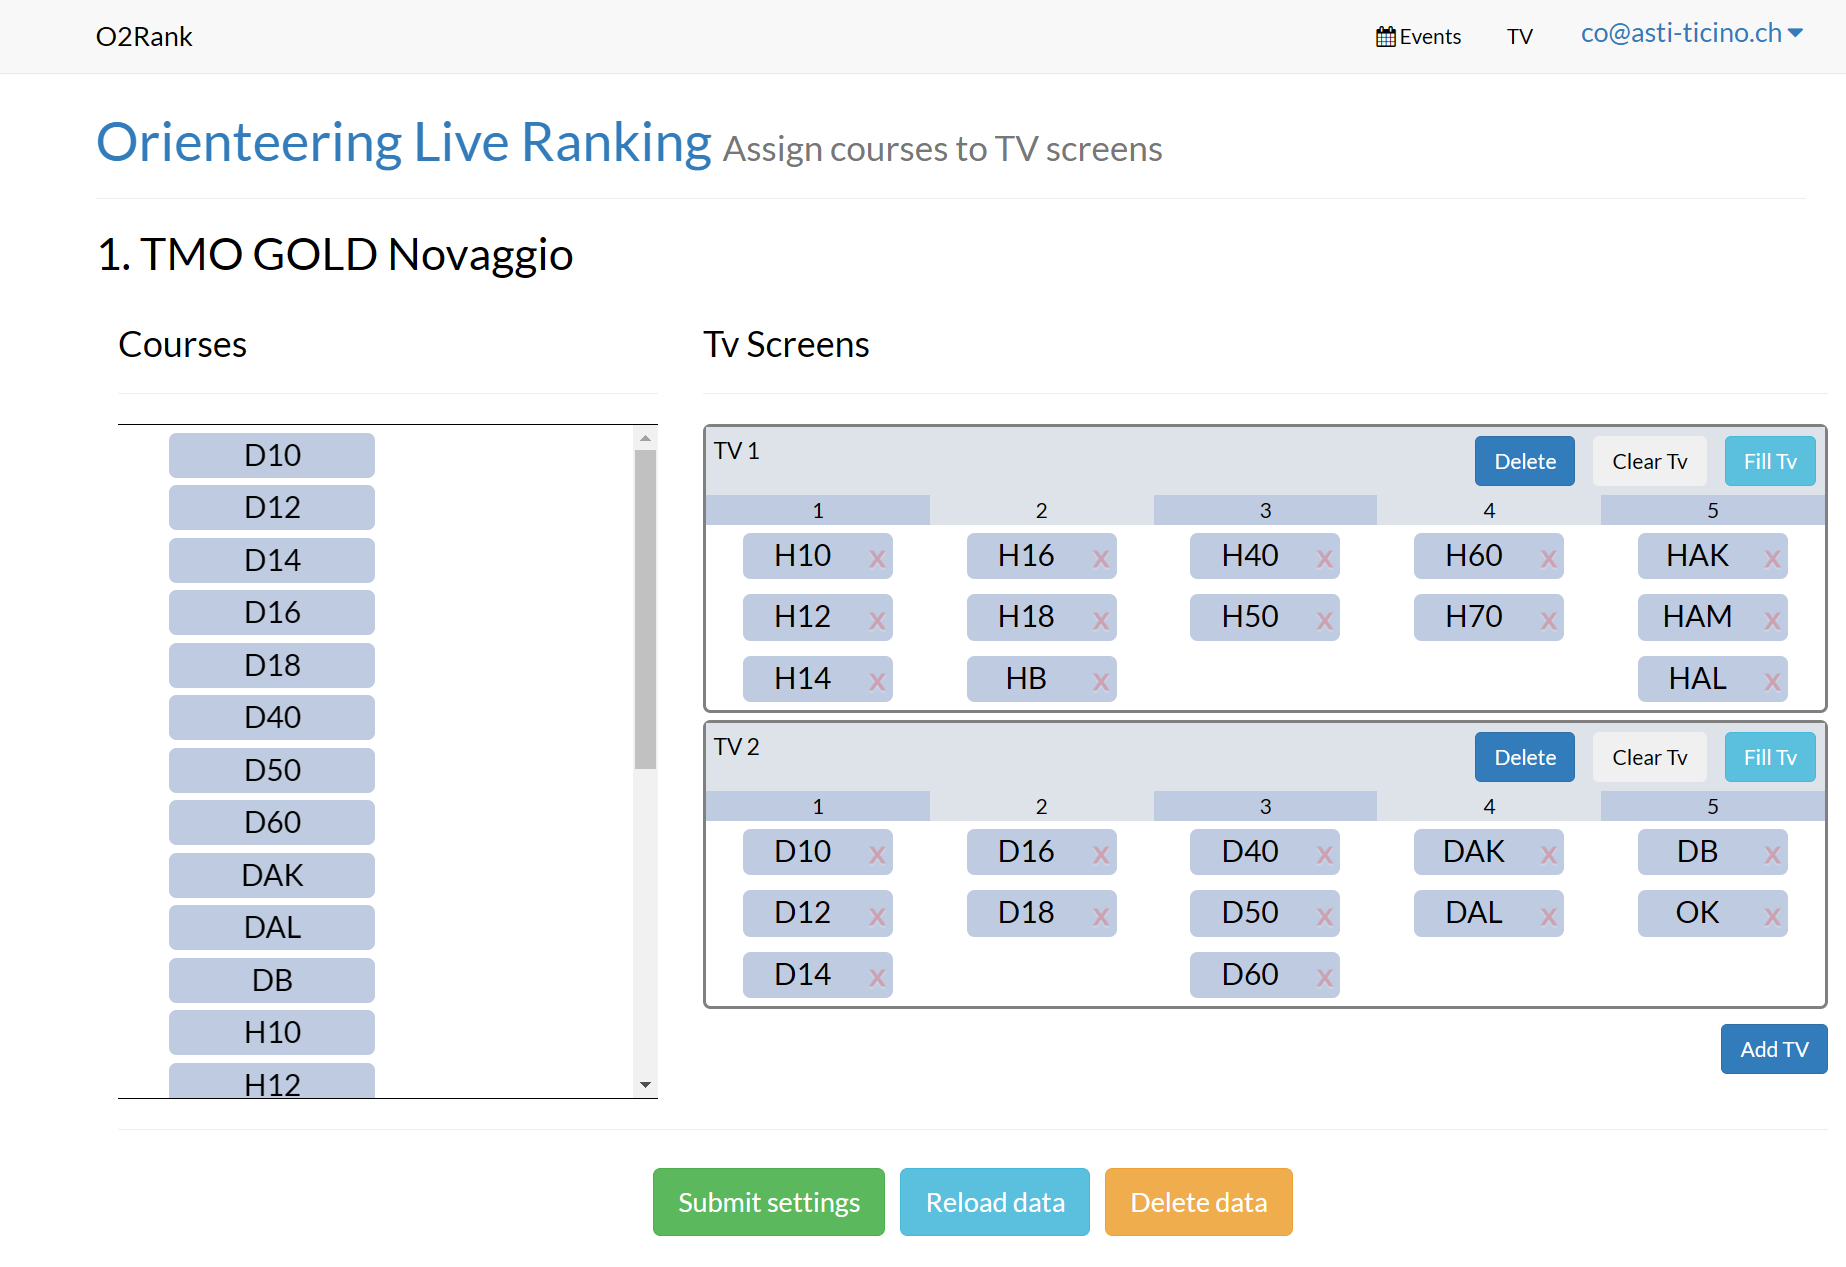 O2Rank
Events TV co@asti-ticino.ch
Orienteering Live Ranking Assign courses to TV screens
1. TMO GOLD Novaggio
Courses
D10
D12
D14
D16
D18
D40
D50
D60
DAK
DAL
DB
H10
H12
Tv Screens
TV 1 Delete Clear Tv Fill Tv
1 2 3 4 5
H10 x H16 x H40 x H60 x HAK x
H12 x H18 x H50 x H70 x HAM x
H14 x HB x HAL x
TV 2 Delete Clear Tv Fill Tv
1 2 3 4 5
D10 x D16 x D40 x DAK x DB x
D12 x D18 x D50 x DAL x OK x
D14 x D60 x
Add TV
Submit settings Reload data Delete data